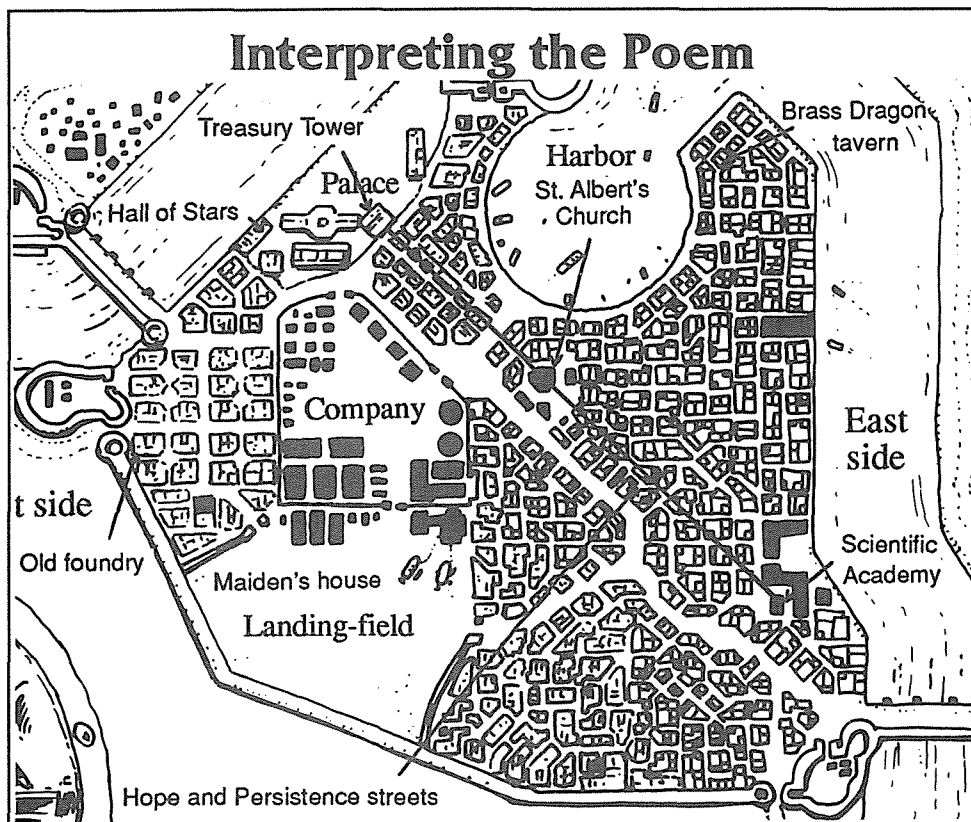 Interpreting the Poem
Treasury Tower
Brass Dragon
tavern
Harbor
Palace
St. Albert's
Church
Hall of Stars
Company
East
side
t side
Old foundry
Scientific
Academy
Maiden's house
Landing-field
Hope and Persistence streets